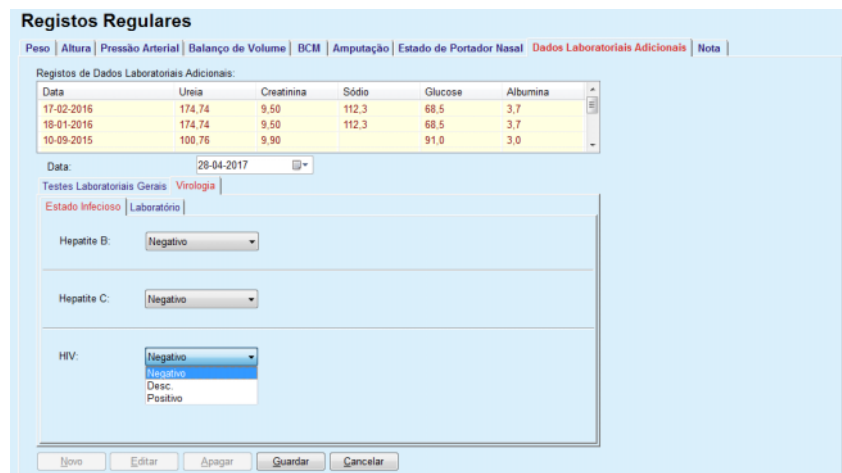 Registos Regulares
Peso Altura Pressão Arterial Balanço de Volume BCM Amputação Estado de Portador Nasal Dados Laboratoriais Adicionais Nota
Registos de Dados Laboratoriais Adicionais:
Data Ureia Creatinina Sódio Glucose Albumina
17-02-2016 174,74 9,50 112,3 68,5 3,7
18-01-2016 174,74 9,50 112,3 68,5 3,7
10-09-2015 100,76 9,90 91,0 3,0
Data: 28-04-2017
Testes Laboratoriais Gerais Virologia
Estado Infecioso Laboratório
Hepatite B: Negativo
Hepatite C: Negativo
HIV: Negativo
Negativo
Desc.
Positivo
Novo Editar Apagar Guardar Cancelar